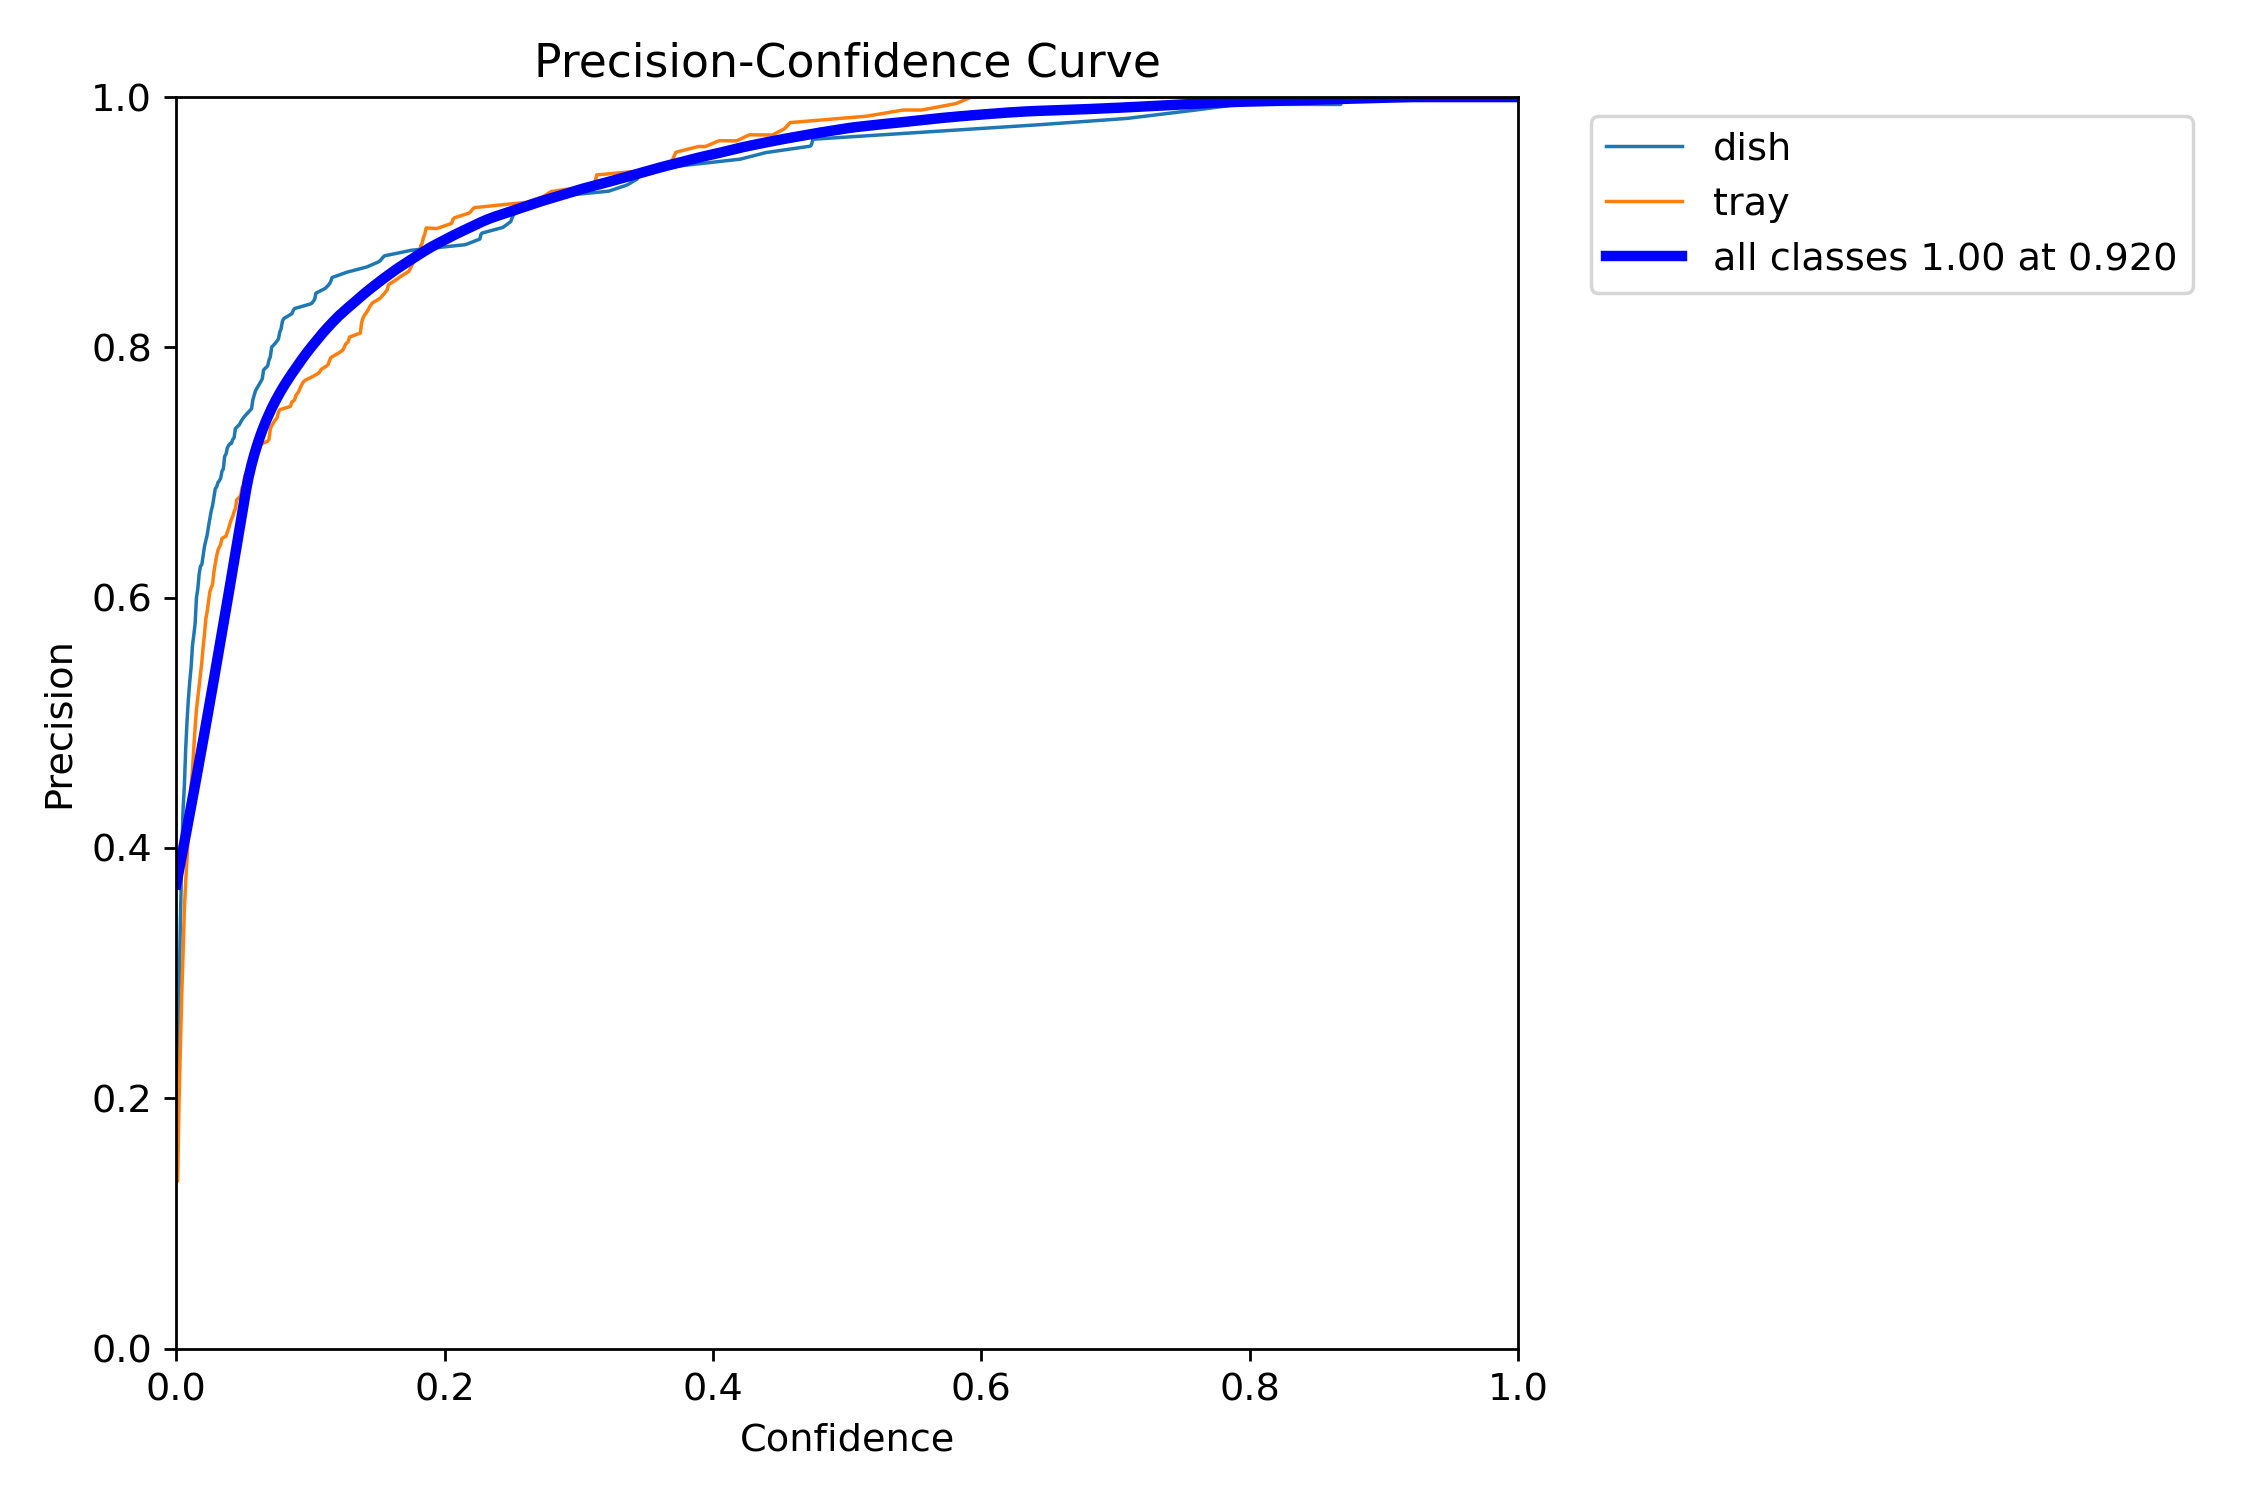 Precision-Confidence Curve
1.0
0.8
0.6
0.4
0.2
0.0
Precision
0.0 0.2 0.4 0.6 0.8 1.0
Confidence
dish
tray
all classes 1.00 at 0.920